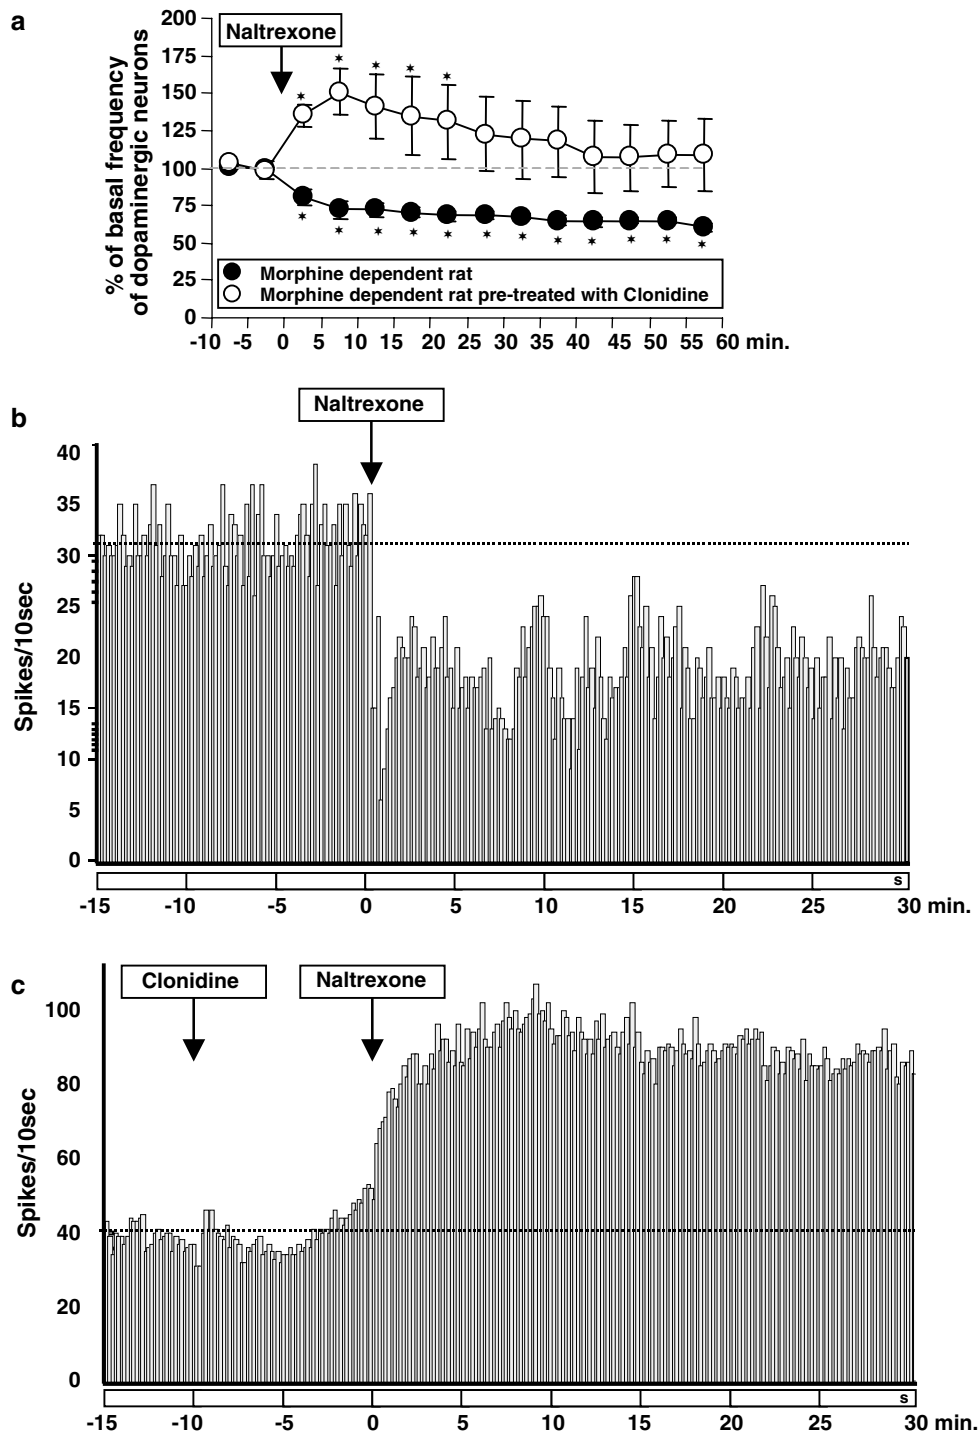 a
% of basal frequency
of dopaminergic neurons
200
175
150
125
100
75
50
25
0
Naltrexone
* * * * *
* * * * * * * * * * * *
Morphine dependent rat
Morphine dependent rat pre-treated with Clonidine
-10 -5 0 5 10 15 20 25 30 35 40 45 50 55 60 min.
b
Naltrexone
Spikes/10sec
40
35
30
25
20
15
10
5
0
s
-15 -10 -5 0 5 10 15 20 25 30 min.
c
Clonidine Naltrexone
Spikes/10sec
100
80
60
40
20
0
s
-15 -10 -5 0 5 10 15 20 25 30 min.